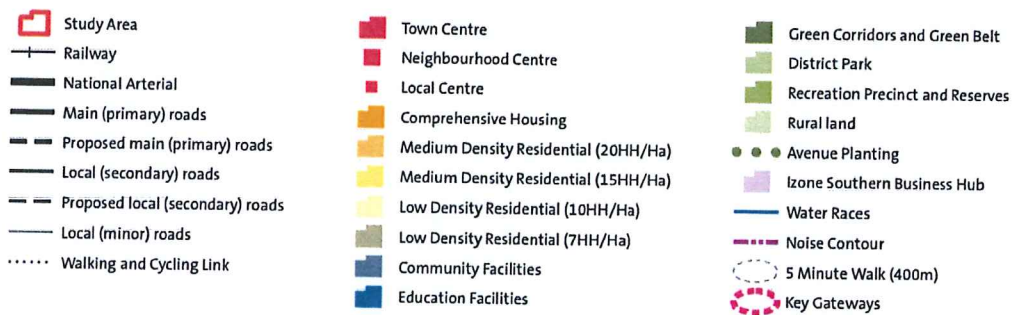 Study Area
Railway
National Arterial
Main (primary) roads
Proposed main (primary) roads
Local (secondary) roads
Proposed local (secondary) roads
Local (minor) roads
Walking and Cycling Link
Town Centre
Neighbourhood Centre
Local Centre
Comprehensive Housing
Medium Density Residential (20HH/Ha)
Medium Density Residential (15HH/Ha)
Low Density Residential (10HH/Ha)
Low Density Residential (7HH/Ha)
Community Facilities
Education Facilities
Green Corridors and Green Belt
District Park
Recreation Precinct and Reserves
Rural land
Avenue Planting
Izone Southern Business Hub
Water Races
Noise Contour
5 Minute Walk (400m)
Key Gateways